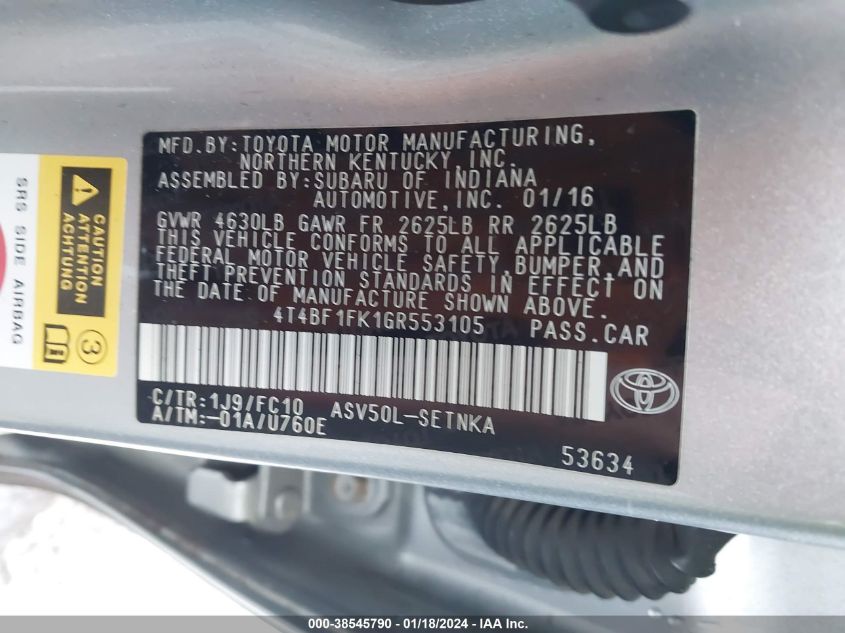 MFD.BY:TOYOTA MOTOR MANUFACTURING,
NORTHERN KENTUCKY,INC.
ASSEMBLED BY:SUBARU OF INDIANA
AUTOMOTIVE,INC. 01/16
GVWR 4630LB GAWR FR 2625LB RR 2625LB
THIS VEHICLE CONFORMS TO ALL APPLICABLE
FEDERAL MOTOR VEHICLE SAFETY,BUMPER,AND
THEFT PREVENTION STANDARDS IN EFFECT ON
THE DATE OF MANUFACTURE SHOWN ABOVE.
4T4BF1FK1GR553105 PASS.CAR
C/TR:1J9/FC10 ASV50L-SETNKA
A/TM:-01A/U760E
53634
SRS SIDE AIRBAG
CAUTION
ATTENTION
ACHTUNG
3
000-38545790 - 01/18/2024 - IAA, Inc.